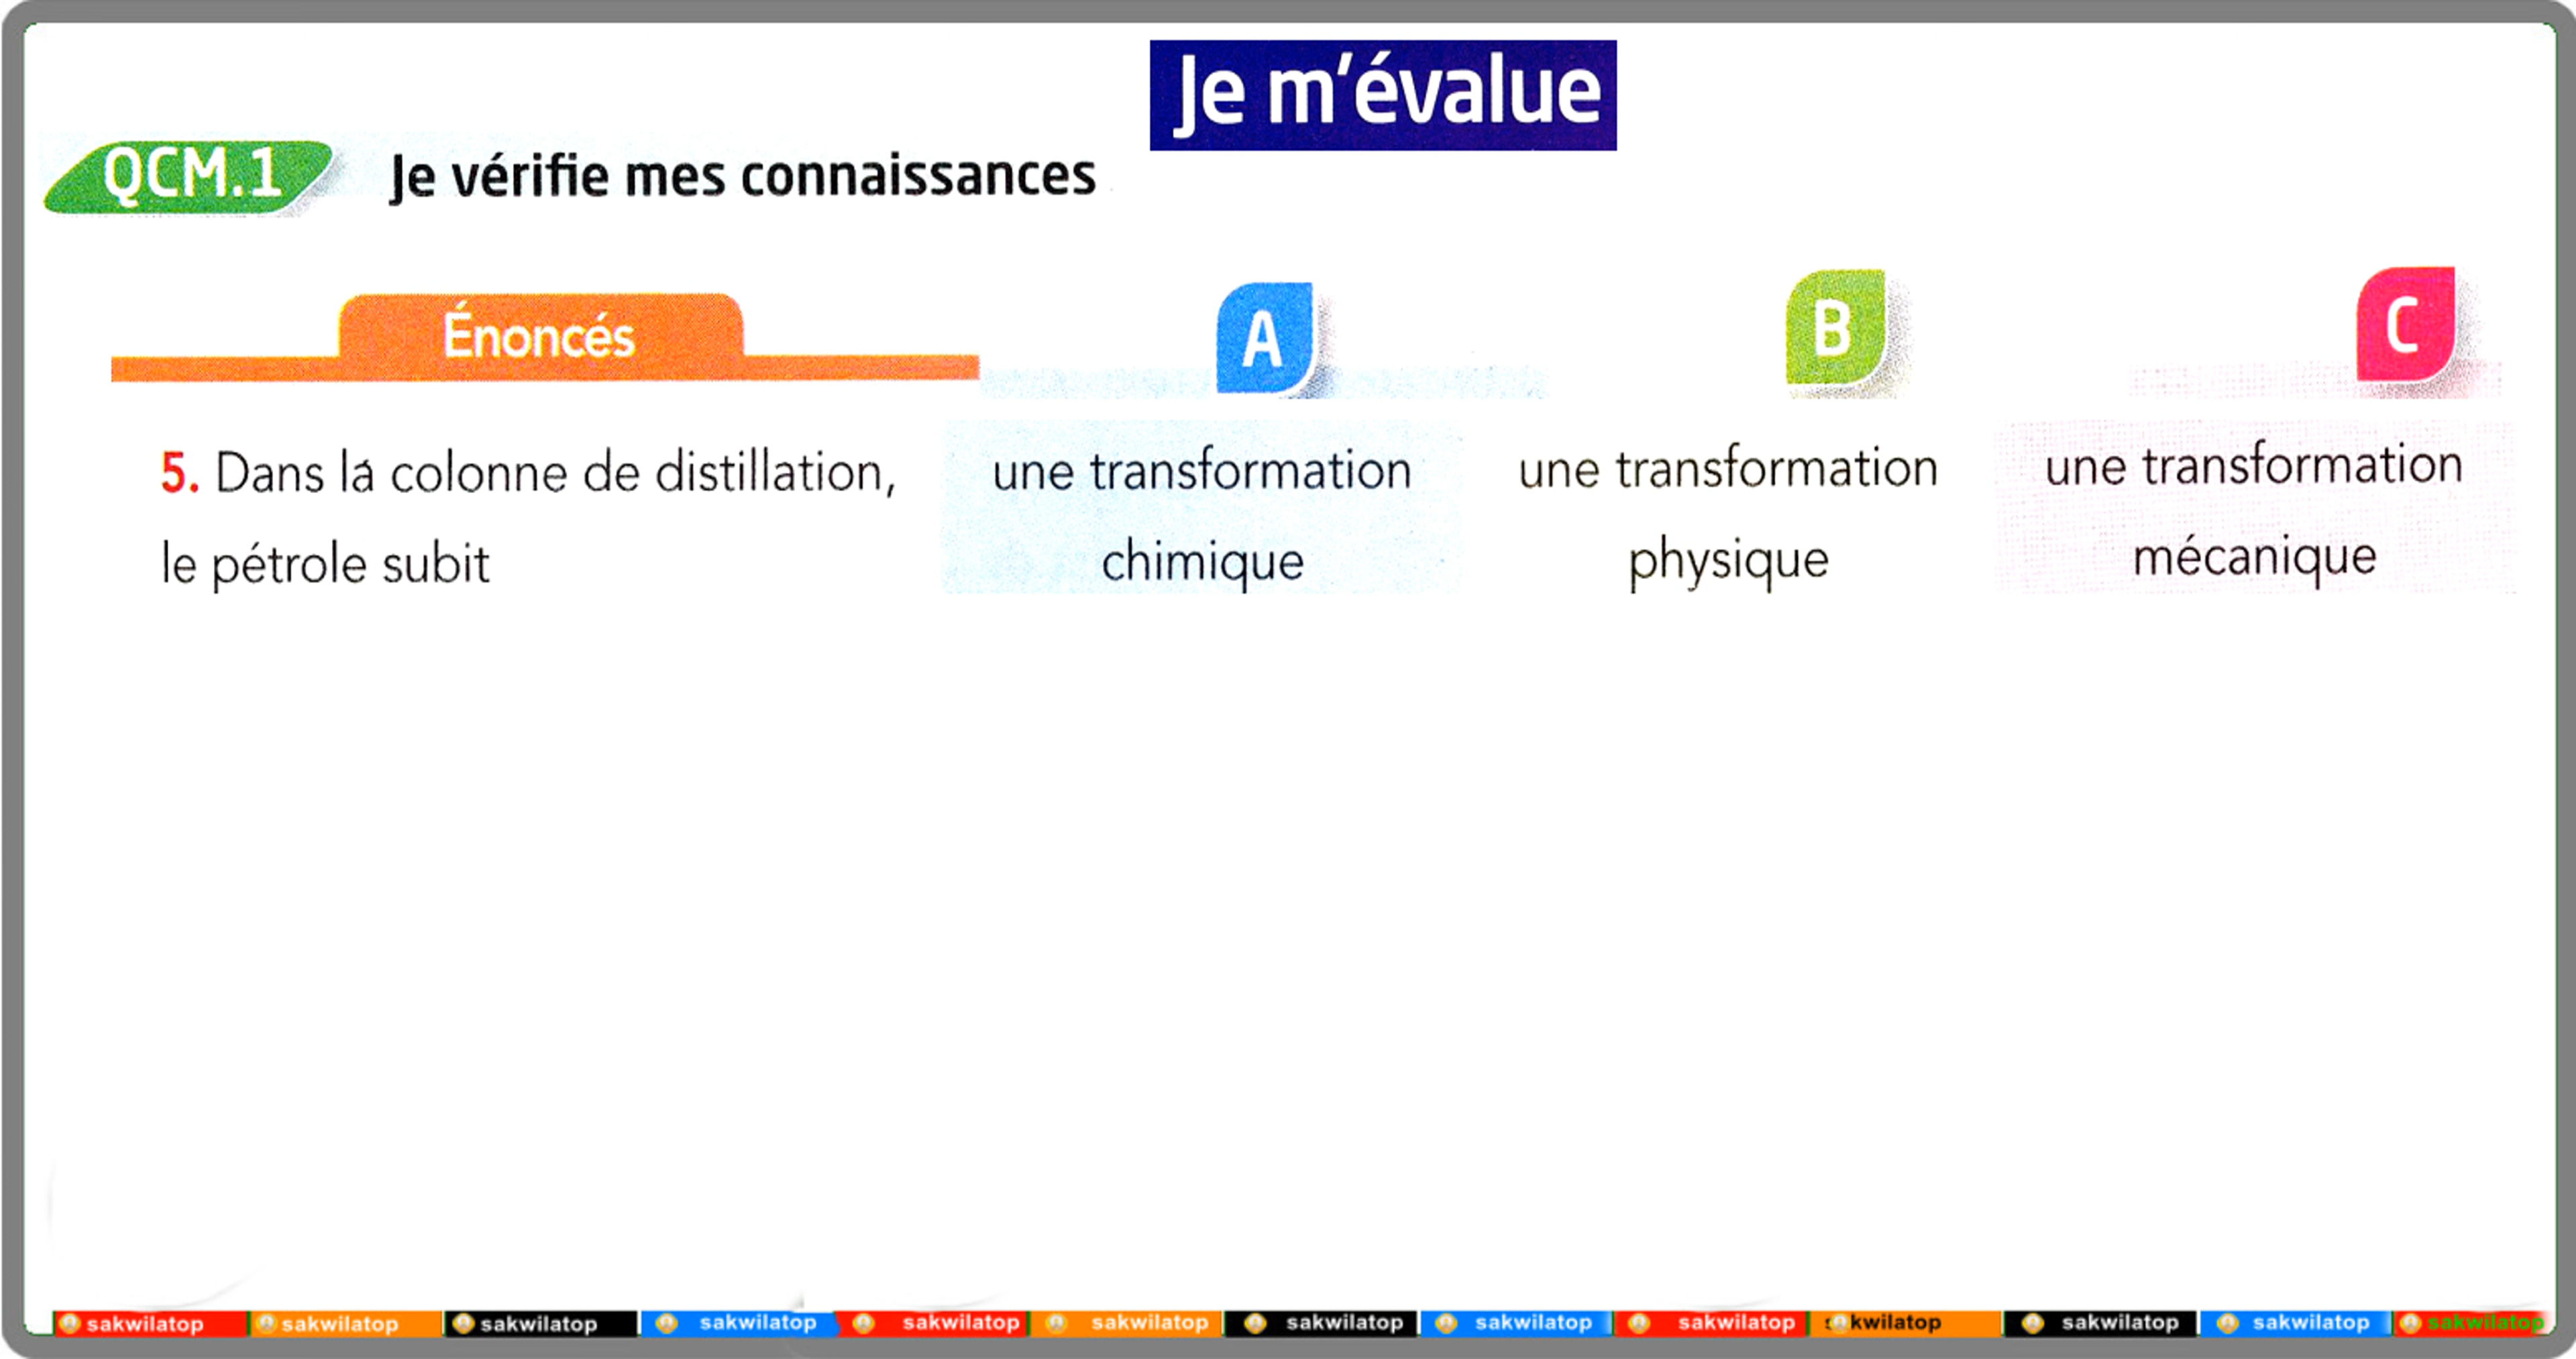 Je m'évalue
QCM.1 Je vérifie mes connaissances
Énoncés A B C
5. Dans la colonne de distillation,
le pétrole subit
une transformation
chimique
une transformation
physique
une transformation
mécanique
sakwilatop sakwilatop sakwilatop sakwilatop sakwilatop sakwilatop sakwilatop sakwilatop sakwilatop kwilatop sakwilatop sakwilatop sakwilatop